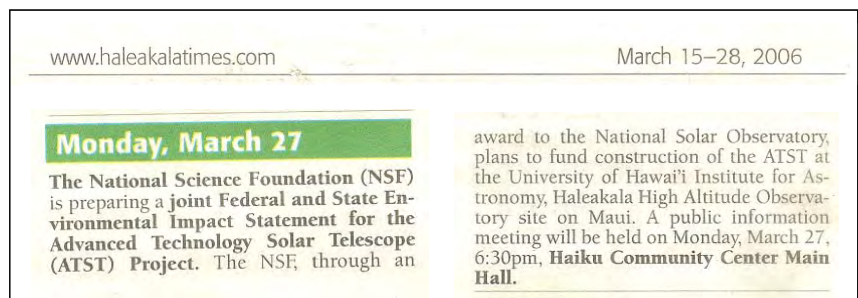 www.haleakalatimes.com
March 15–28, 2006
Monday, March 27
The National Science Foundation (NSF)
is preparing a joint Federal and State En-
vironmental Impact Statement for the
Advanced Technology Solar Telescope
(ATST) Project. The NSF, through an
award to the National Solar Observatory,
plans to fund construction of the ATST at
the University of Hawai'i Institute for As-
tronomy, Haleakala High Altitude Observa-
tory site on Maui. A public information
meeting will be held on Monday, March 27,
6:30pm, Haiku Community Center Main
Hall.